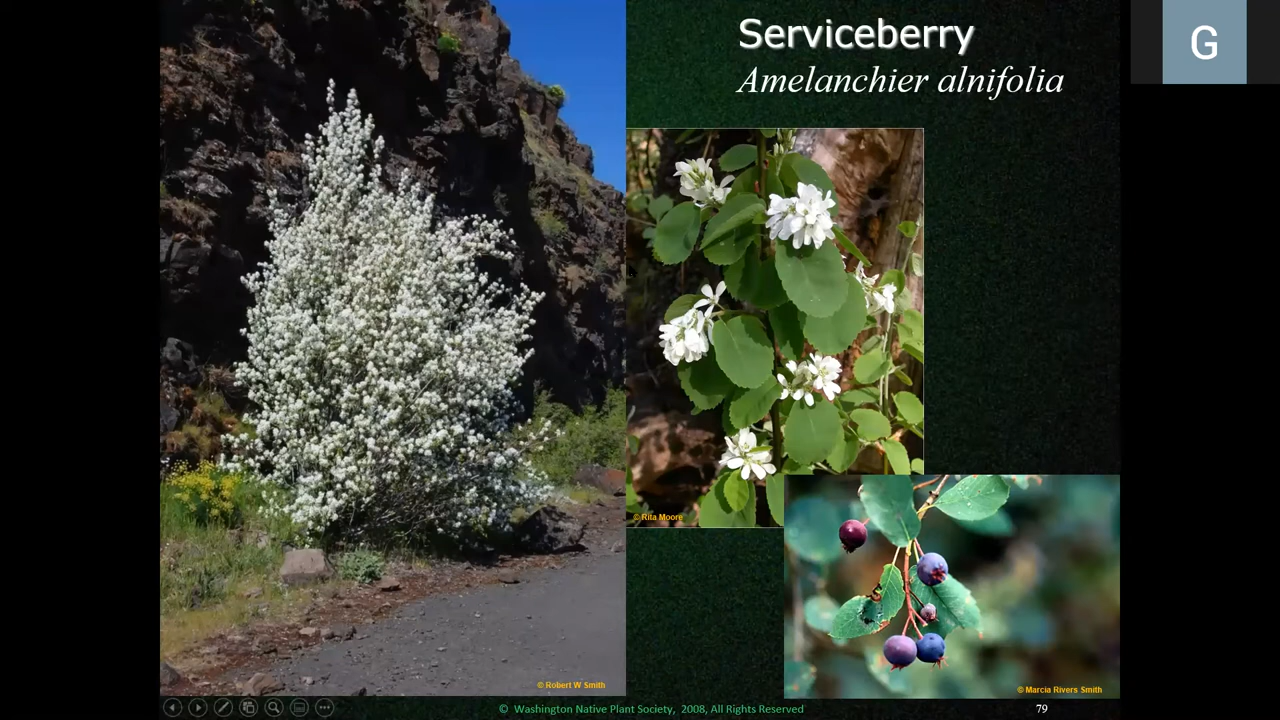 Serviceberry
Amelanchier alnifolia
G
© Rita Moore
© Robert W Smith
© Marcia Rivers Smith
© Washington Native Plant Society, 2008, All Rights Reserved
79